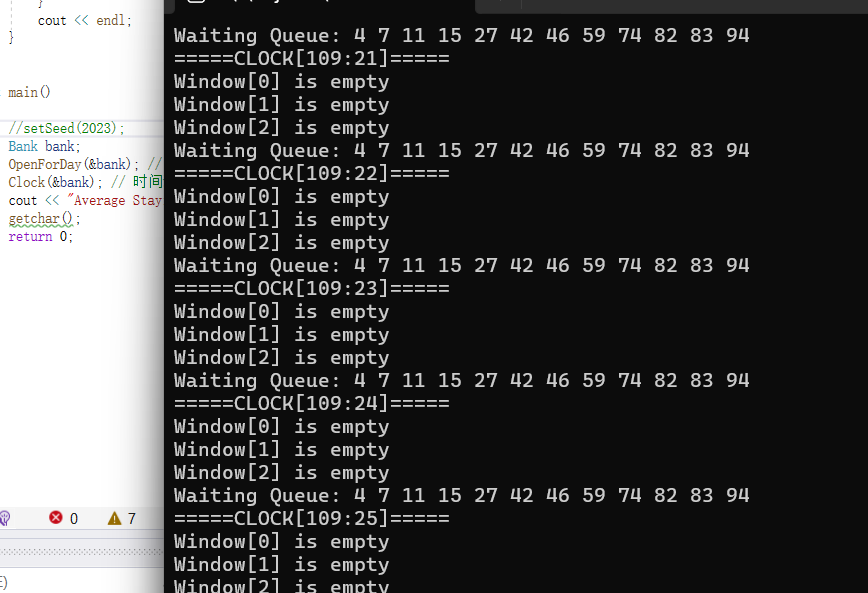 }
cout << endl;
}
main()
//setSeed(2023);
Bank bank;
OpenForDay(&bank); //
Clock(&bank); // 时间
cout << "Average Stay
getchar();
return 0;
0
7
Waiting Queue: 4 7 11 15 27 42 46 59 74 82 83 94
=====CLOCK[109:21]=====
Window[0] is empty
Window[1] is empty
Window[2] is empty
Waiting Queue: 4 7 11 15 27 42 46 59 74 82 83 94
=====CLOCK[109:22]=====
Window[0] is empty
Window[1] is empty
Window[2] is empty
Waiting Queue: 4 7 11 15 27 42 46 59 74 82 83 94
=====CLOCK[109:23]=====
Window[0] is empty
Window[1] is empty
Window[2] is empty
Waiting Queue: 4 7 11 15 27 42 46 59 74 82 83 94
=====CLOCK[109:24]=====
Window[0] is empty
Window[1] is empty
Window[2] is empty
Waiting Queue: 4 7 11 15 27 42 46 59 74 82 83 94
=====CLOCK[109:25]=====
Window[0] is empty
Window[1] is empty
Window[2] is empty